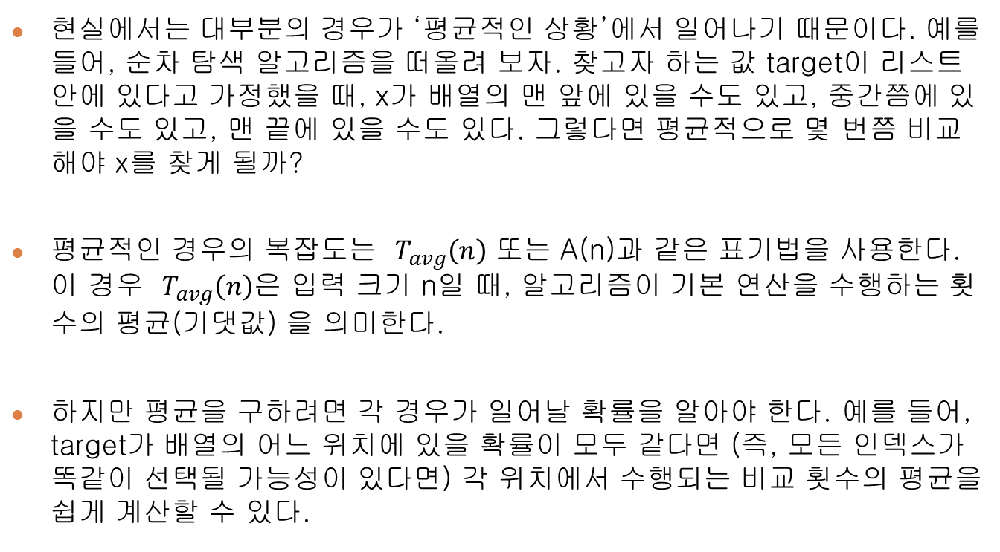 • 현실에서는 대부분의 경우가 ‘평균적인 상황’에서 일어나기 때문이다. 예를
들어, 순차 탐색 알고리즘을 떠올려 보자. 찾고자 하는 값 target이 리스트
안에 있다고 가정했을 때, x가 배열의 맨 앞에 있을 수도 있고, 중간쯤에 있
을 수도 있고, 맨 끝에 있을 수도 있다. 그렇다면 평균적으로 몇 번쯤 비교
해야 x를 찾게 될까?
• 평균적인 경우의 복잡도는 T_avg(n) 또는 A(n)과 같은 표기법을 사용한다.
이 경우 T_avg(n)은 입력 크기 n일 때, 알고리즘이 기본 연산을 수행하는 횟
수의 평균(기댓값) 을 의미한다.
• 하지만 평균을 구하려면 각 경우가 일어날 확률을 알아야 한다. 예를 들어,
target가 배열의 어느 위치에 있을 확률이 모두 같다면 (즉, 모든 인덱스가
똑같이 선택될 가능성이 있다면) 각 위치에서 수행되는 비교 횟수의 평균을
쉽게 계산할 수 있다.